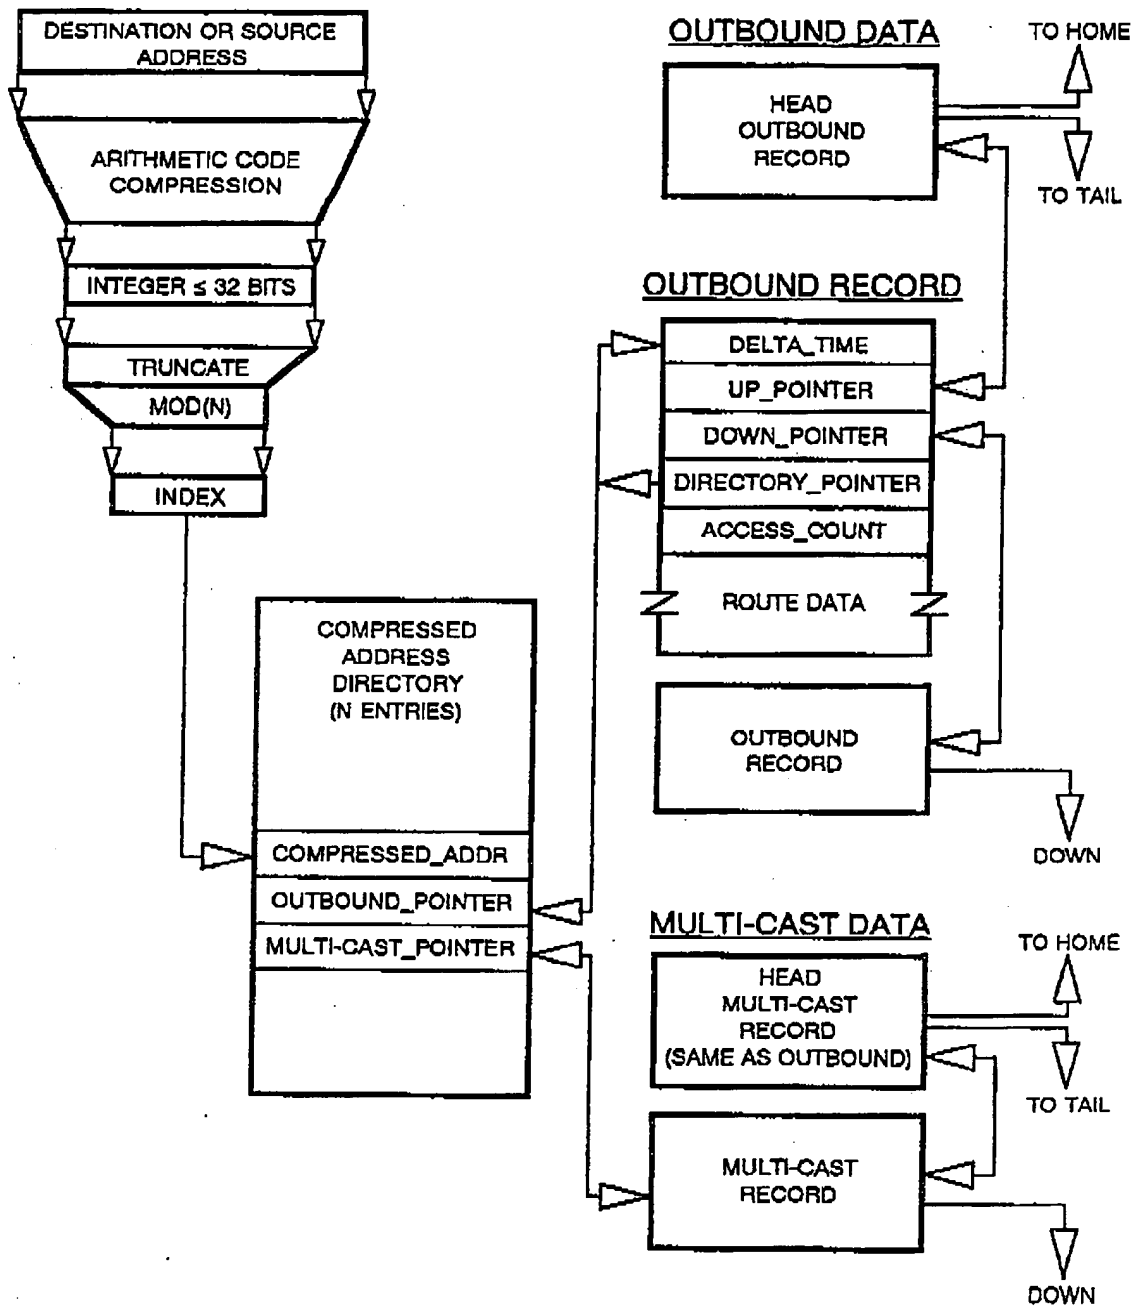 DESTINATION OR SOURCE
ADDRESS
ARITHMETIC CODE
COMPRESSION
INTEGER ≤ 32 BITS
TRUNCATE
MOD(N)
INDEX
COMPRESSED
ADDRESS
DIRECTORY
(N ENTRIES)
COMPRESSED_ADDR
OUTBOUND_POINTER
MULTI-CAST_POINTER
OUTBOUND DATA
TO HOME
HEAD
OUTBOUND
RECORD
TO TAIL
OUTBOUND RECORD
DELTA_TIME
UP_POINTER
DOWN_POINTER
DIRECTORY_POINTER
ACCESS_COUNT
ROUTE DATA
OUTBOUND
RECORD
DOWN
MULTI-CAST DATA
TO HOME
HEAD
MULTI-CAST
RECORD
(SAME AS OUTBOUND)
TO TAIL
MULTI-CAST
RECORD
DOWN